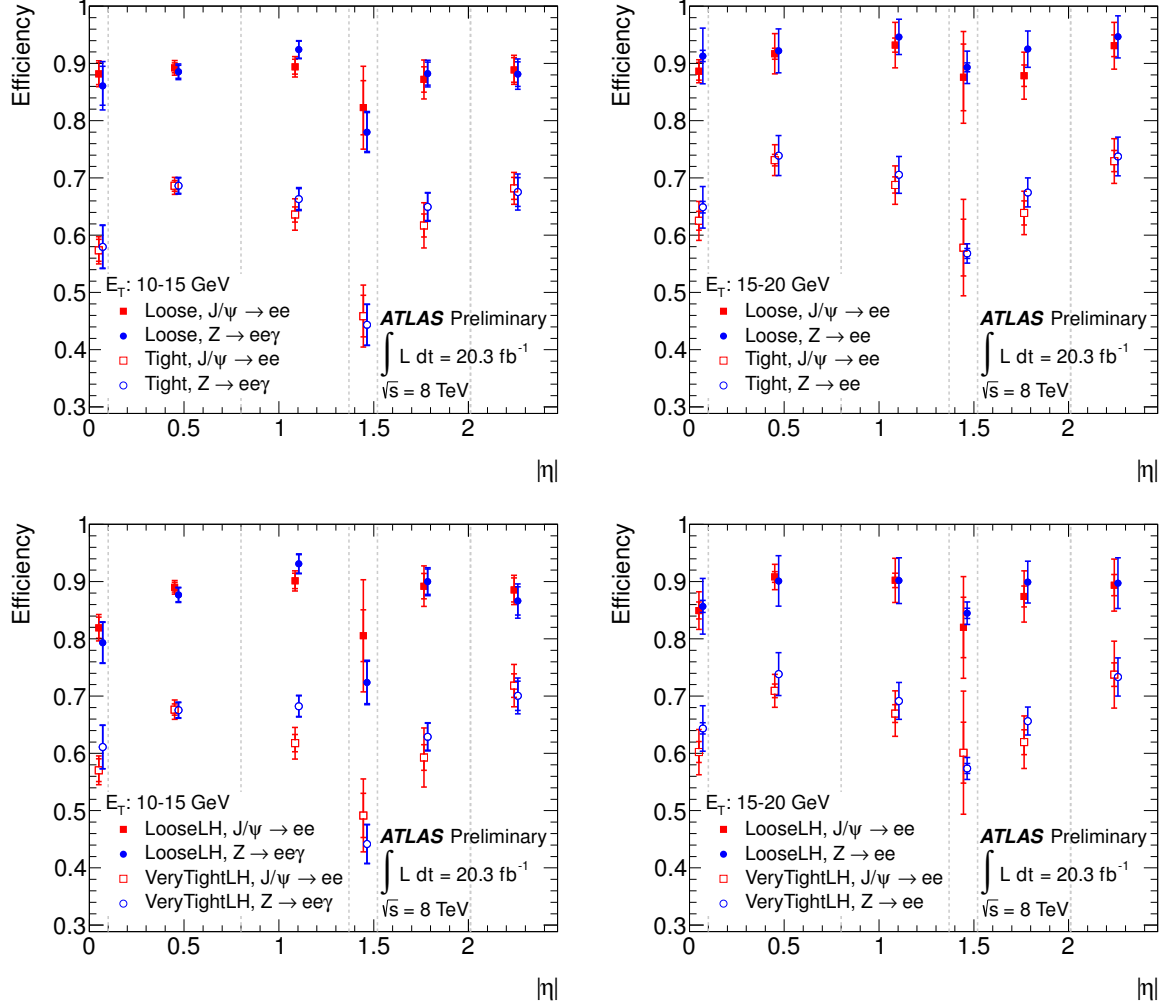 Efficiency
1
0.9
0.8
0.7
0.6
0.5
0.4
0.3
E_T: 10-15 GeV
Loose, J/ψ → ee
Loose, Z → eeγ
Tight, J/ψ → ee
Tight, Z → eeγ
ATLAS Preliminary
∫ L dt = 20.3 fb⁻¹
√s = 8 TeV
0 0.5 1 1.5 2
|η|
Efficiency
1
0.9
0.8
0.7
0.6
0.5
0.4
0.3
E_T: 15-20 GeV
Loose, J/ψ → ee
Loose, Z → ee
Tight, J/ψ → ee
Tight, Z → ee
ATLAS Preliminary
∫ L dt = 20.3 fb⁻¹
√s = 8 TeV
0 0.5 1 1.5 2
|η|
Efficiency
1
0.9
0.8
0.7
0.6
0.5
0.4
0.3
E_T: 10-15 GeV
LooseLH, J/ψ → ee
LooseLH, Z → eeγ
VeryTightLH, J/ψ → ee
VeryTightLH, Z → eeγ
ATLAS Preliminary
∫ L dt = 20.3 fb⁻¹
√s = 8 TeV
0 0.5 1 1.5 2
|η|
Efficiency
1
0.9
0.8
0.7
0.6
0.5
0.4
0.3
E_T: 15-20 GeV
LooseLH, J/ψ → ee
LooseLH, Z → ee
VeryTightLH, J/ψ → ee
VeryTightLH, Z → ee
ATLAS Preliminary
∫ L dt = 20.3 fb⁻¹
√s = 8 TeV
0 0.5 1 1.5 2
|η|